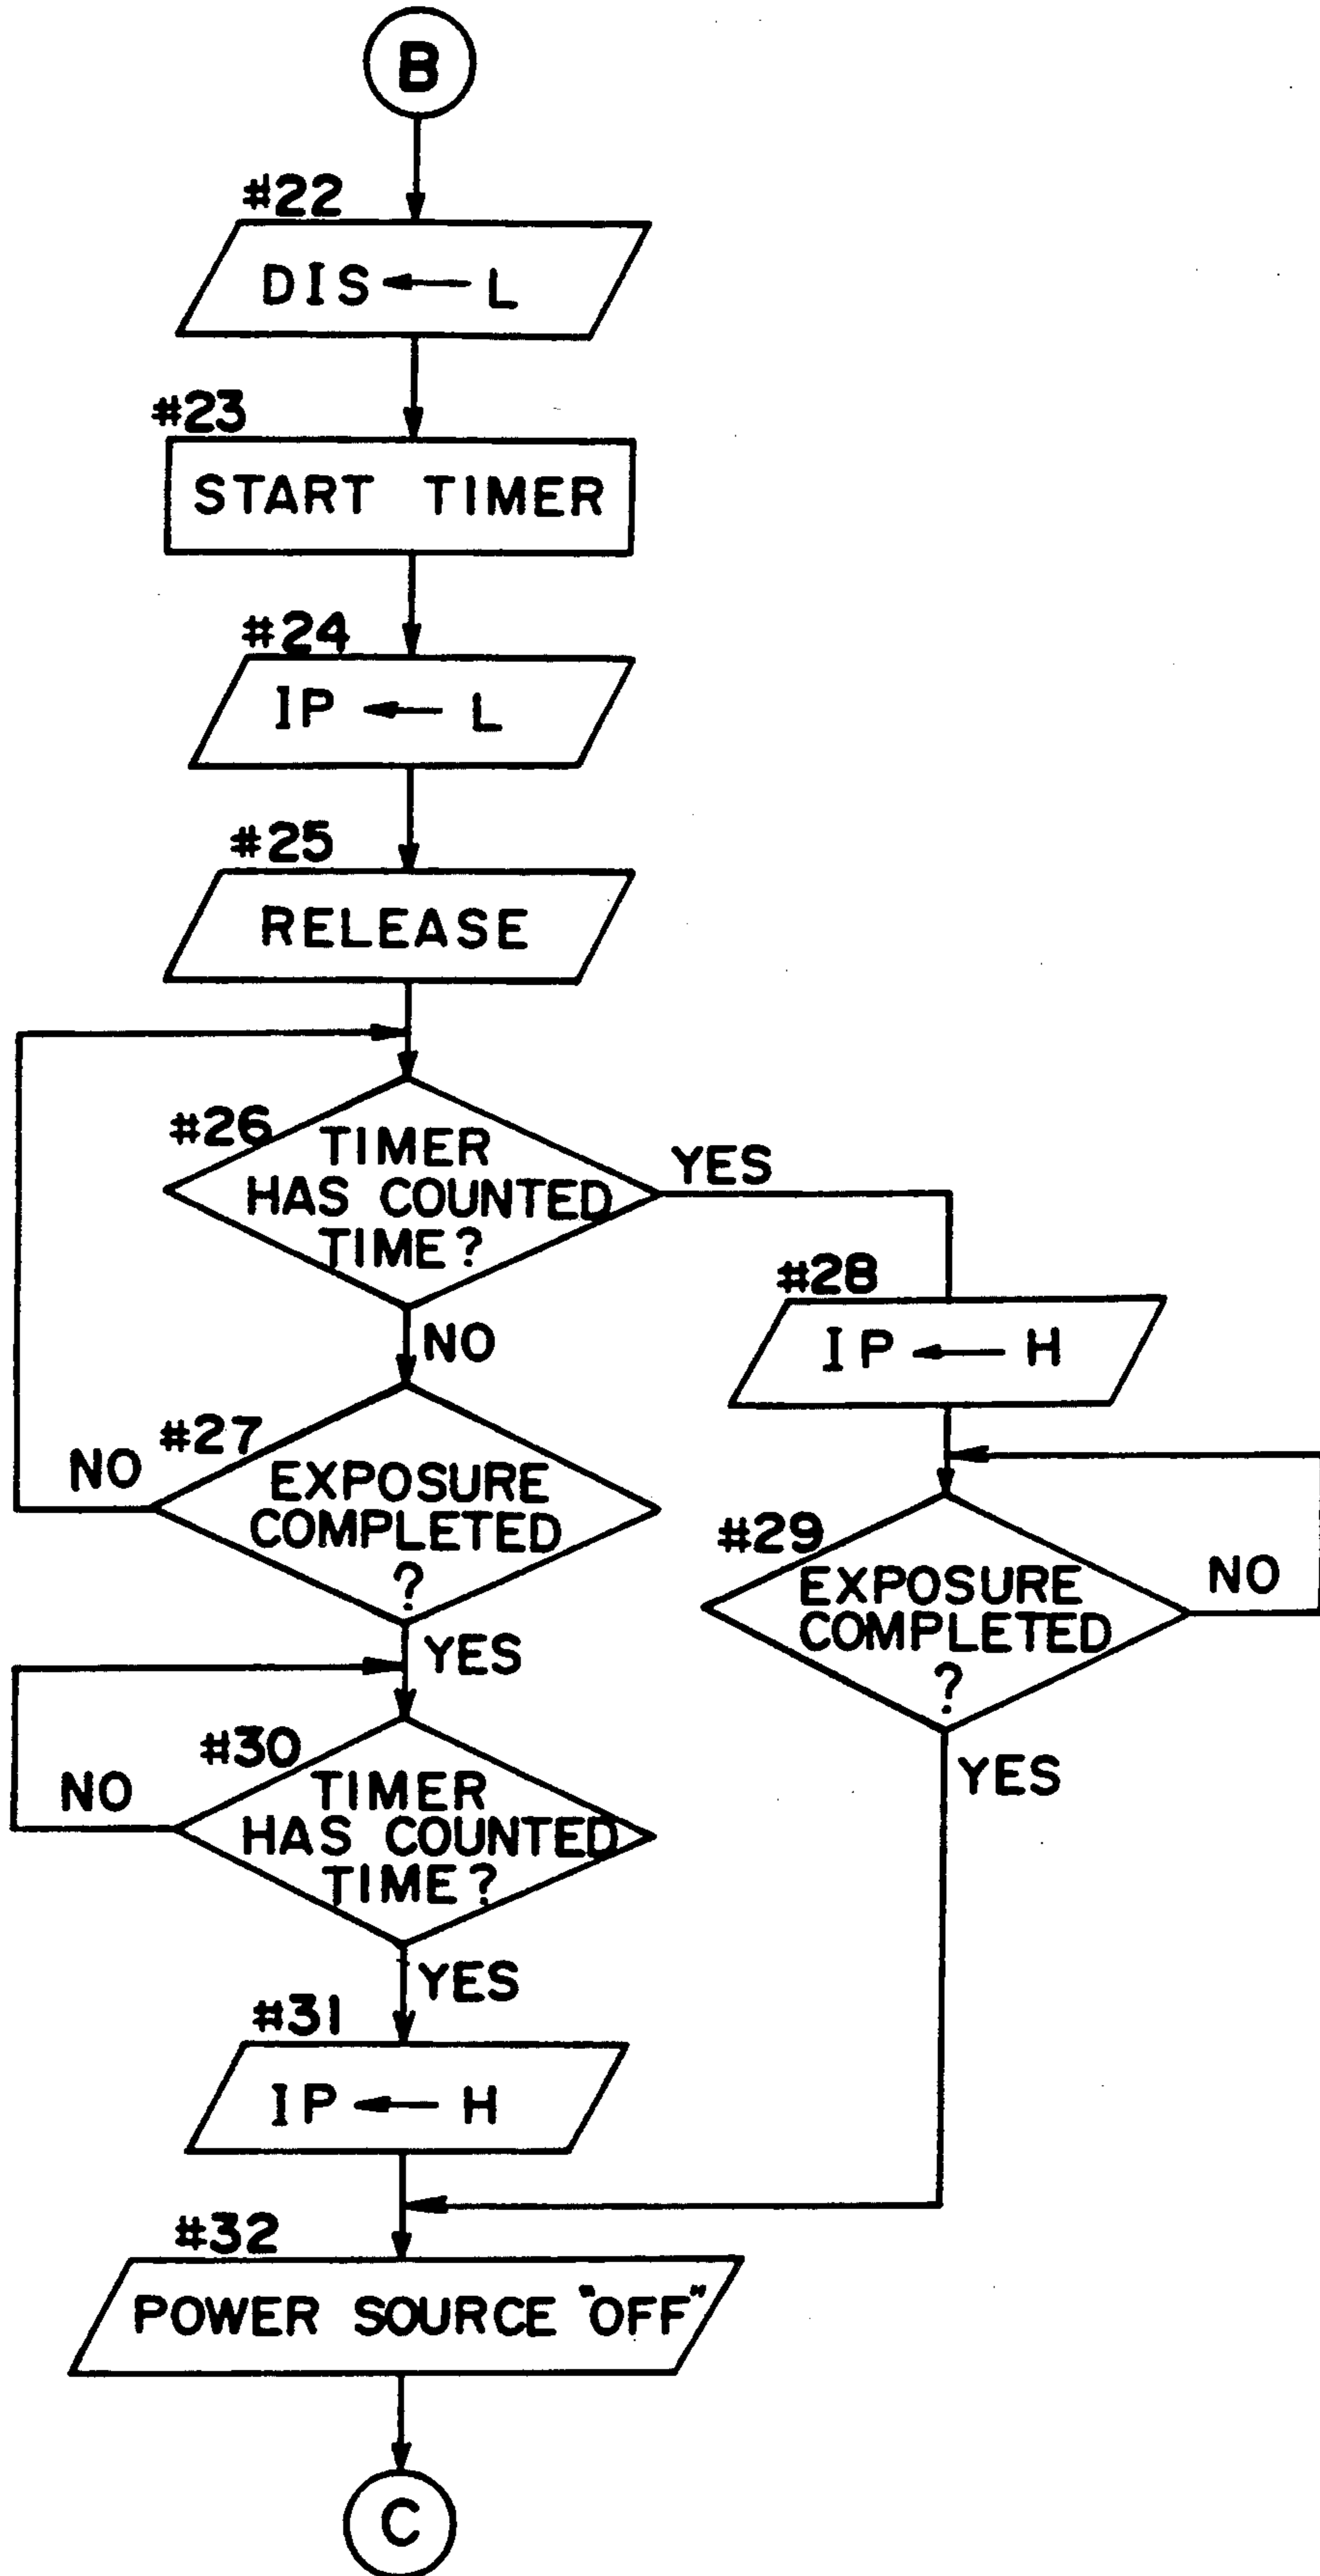 B
#22
DIS ← L
#23
START TIMER
#24
IP ← L
#25
RELEASE
#26
TIMER
HAS COUNTED
TIME?
YES
NO
#28
IP ← H
#27
EXPOSURE
COMPLETED
?
NO
YES
#29
EXPOSURE
COMPLETED
?
NO
YES
#30
TIMER
HAS COUNTED
TIME?
NO
YES
#31
IP ← H
#32
POWER SOURCE "OFF"
C